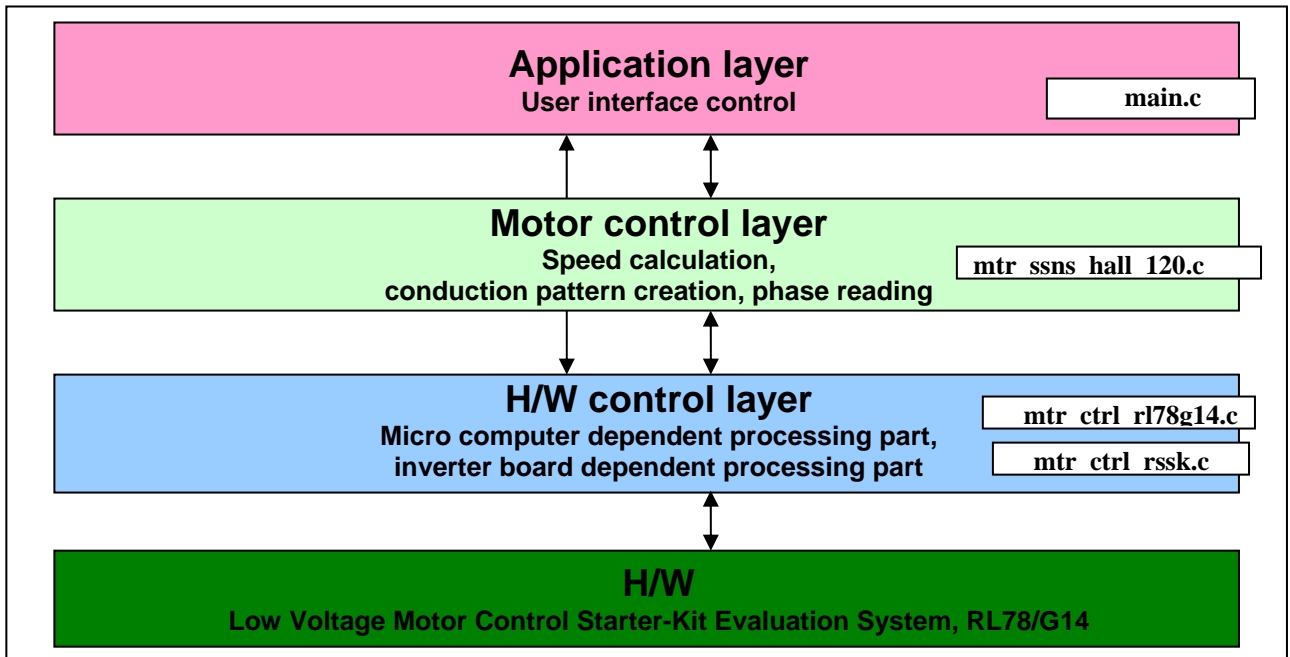 Application layer
User interface control
main.c
Motor control layer
Speed calculation,
conduction pattern creation, phase reading
mtr_ssns_hall_120.c
H/W control layer
Micro computer dependent processing part,
inverter board dependent processing part
mtr_ctrl_rl78g14.c
mtr_ctrl_rssk.c
H/W
Low Voltage Motor Control Starter-Kit Evaluation System, RL78/G14